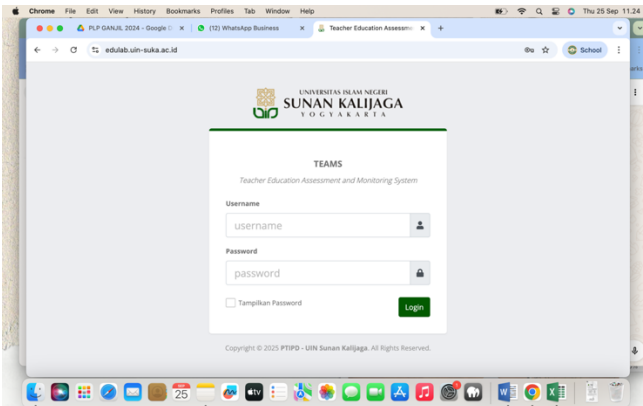 Chrome File Edit View History Bookmarks Profiles Tab Window Help Thu 25 Sep 11.24
PLP GANJIL 2024 - Google D (12) WhatsApp Business Teacher Education Assessme
edulab.uin-suka.ac.id School
UNIVERSITAS ISLAM NEGERI
SUNAN KALIJAGA
YOGYAKARTA
TEAMS
Teacher Education Assessment and Monitoring System
Username
username
Password
password
Tampilkan Password
Login
Copyright © 2025 PTIPD - UIN Sunan Kalijaga. All Rights Reserved.
25
tv